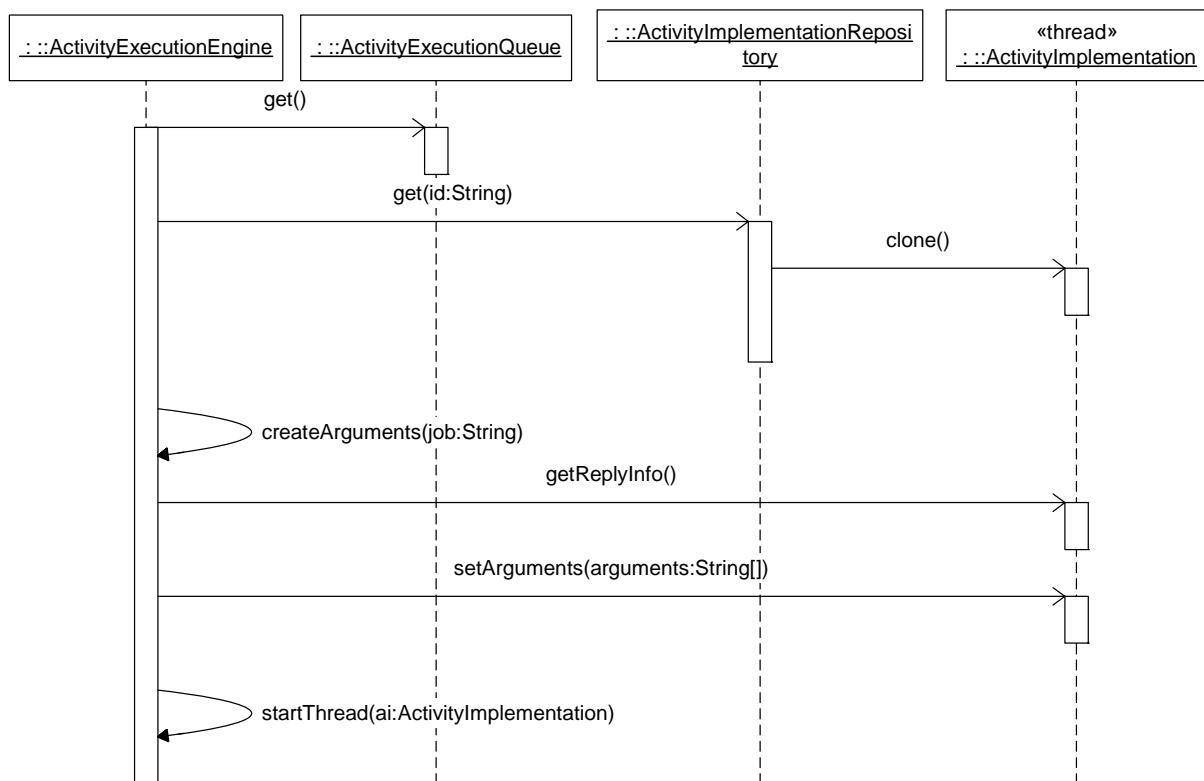 : ::ActivityExecutionEngine
: ::ActivityExecutionQueue
: ::ActivityImplementationReposi
tory
«thread»
: ::ActivityImplementation
get()
get(id:String)
clone()
createArguments(job:String)
getReplyInfo()
setArguments(arguments:String[])
startThread(ai:ActivityImplementation)